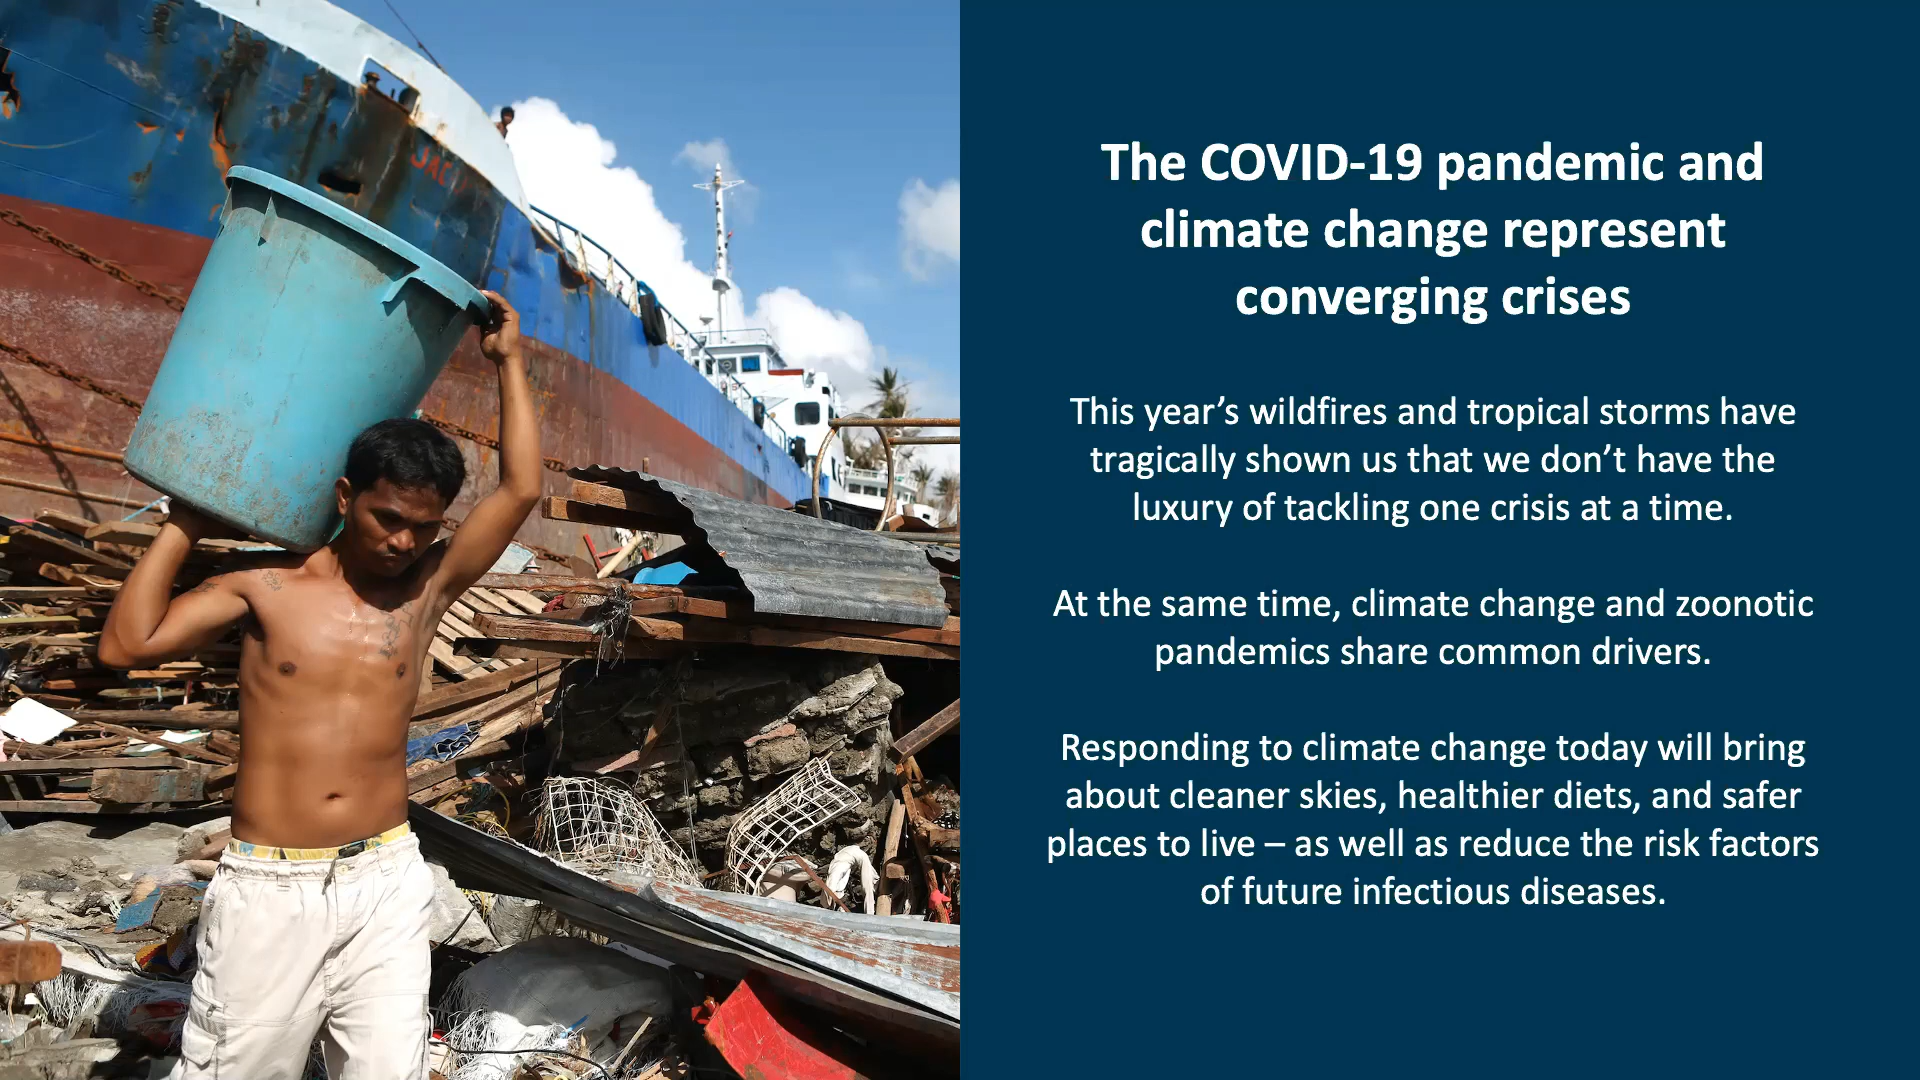 The COVID-19 pandemic and
climate change represent
converging crises
This year’s wildfires and tropical storms have
tragically shown us that we don’t have the
luxury of tackling one crisis at a time.
At the same time, climate change and zoonotic
pandemics share common drivers.
Responding to climate change today will bring
about cleaner skies, healthier diets, and safer
places to live – as well as reduce the risk factors
of future infectious diseases.